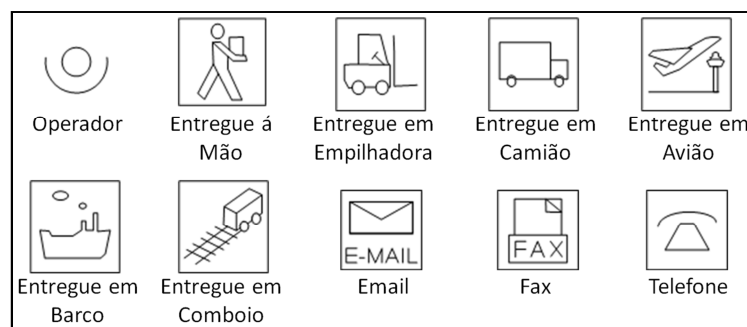 Operador
Entregue á
Mão
Entregue em
Empilhadora
Entregue em
Camião
Entregue em
Avião
Entregue em
Barco
Entregue em
Comboio
E-MAIL
Email
FAX
Fax
Telefone